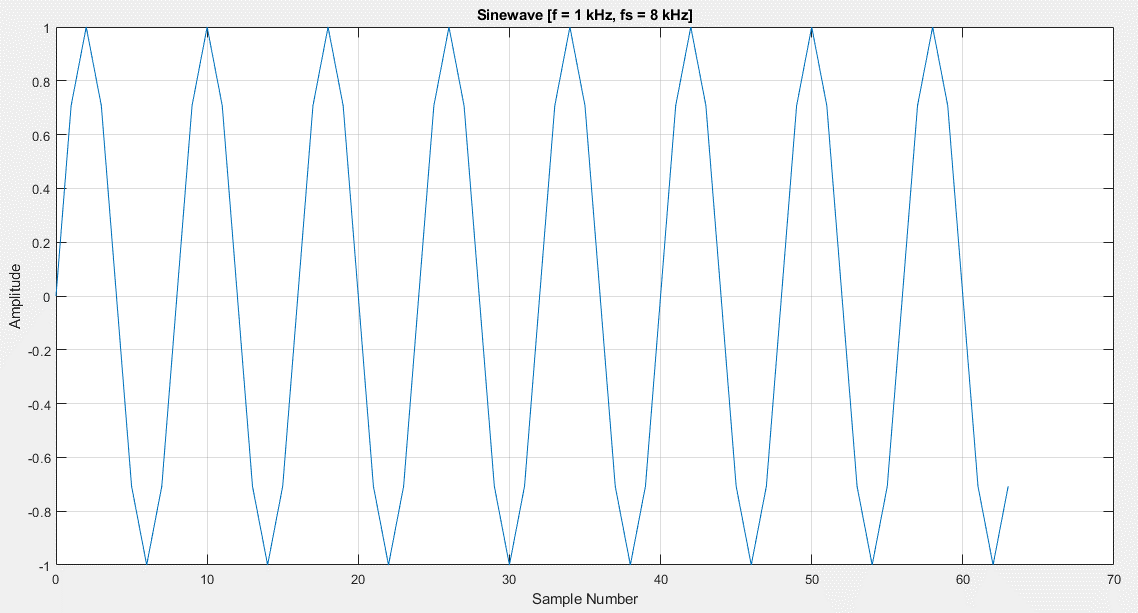 Sinewave [f = 1 kHz, fs = 8 kHz]
1
0.8
0.6
0.4
0.2
0
-0.2
-0.4
-0.6
-0.8
-1
Amplitude
0 10 20 30 40 50 60 70
Sample Number